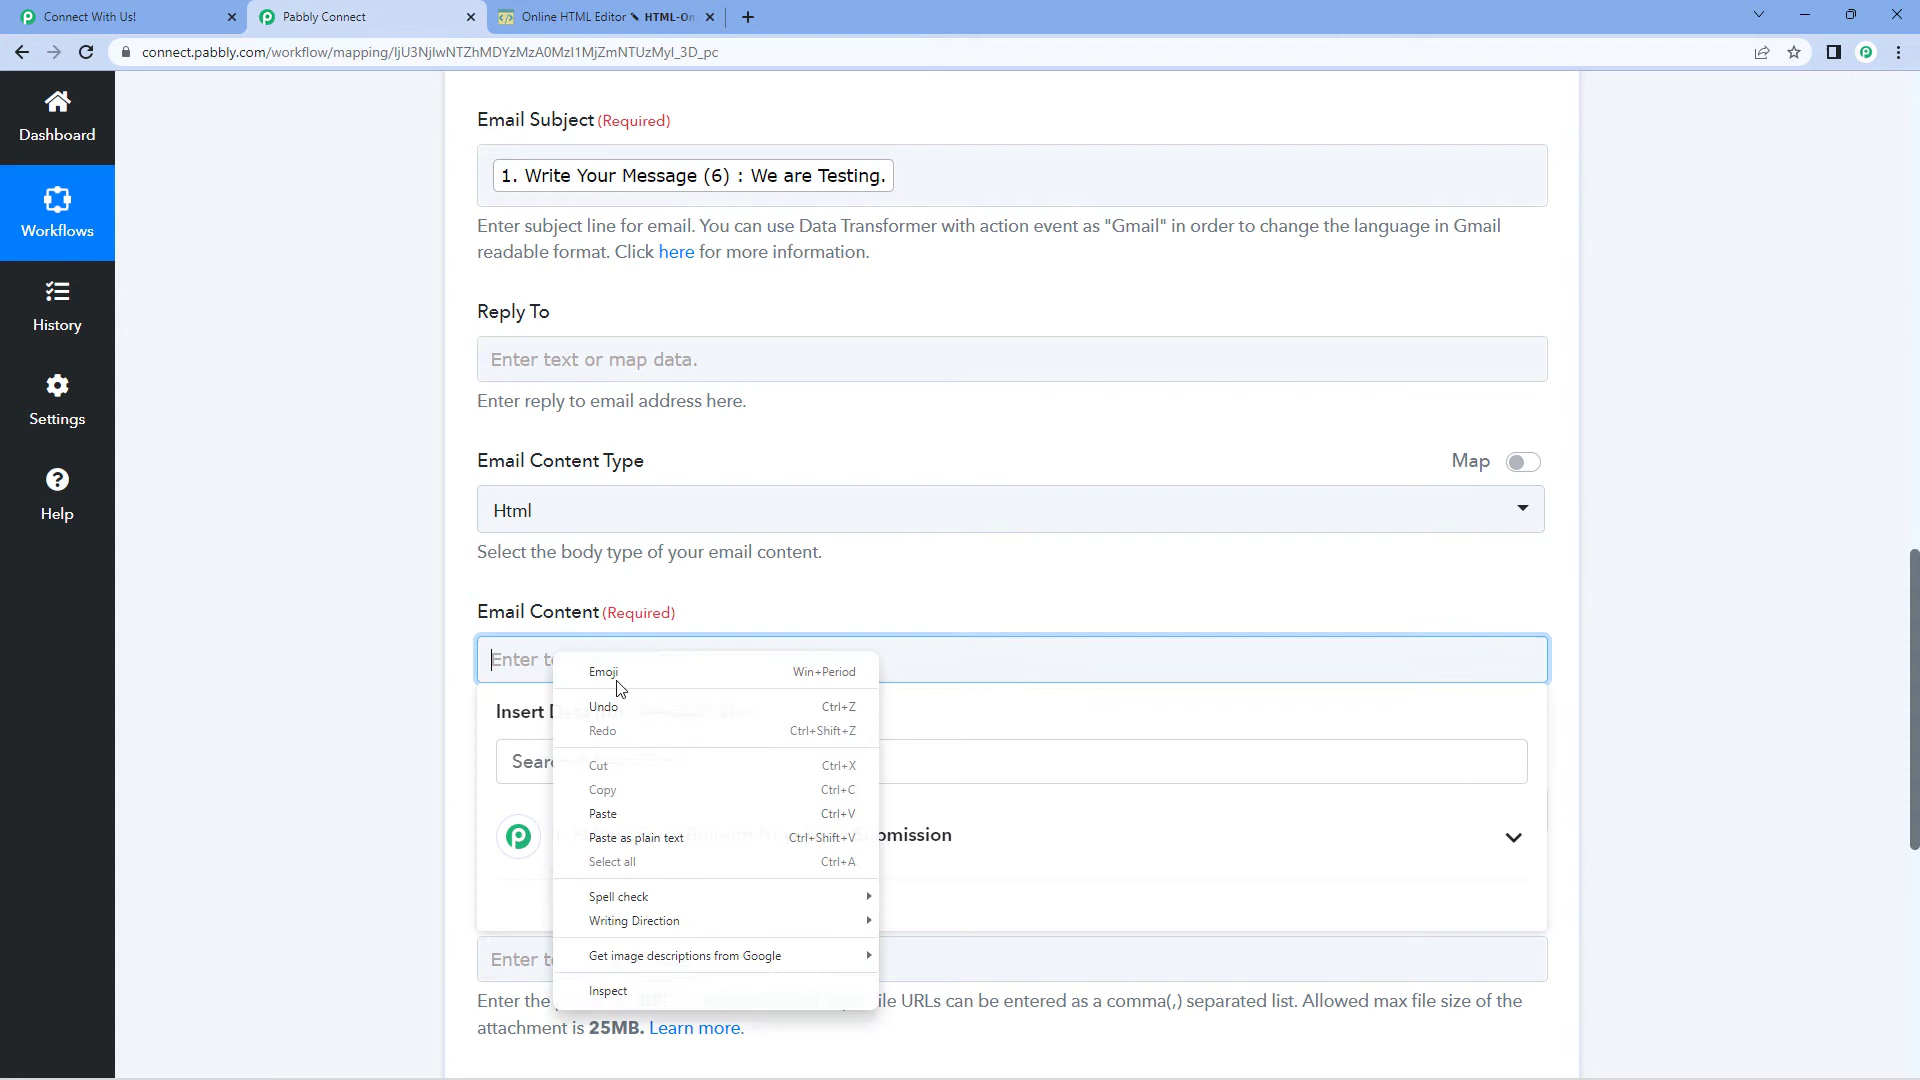 Connect With Us!
Pabbly Connect
Online HTML Editor ✎ HTML-On
connect.pabbly.com/workflow/mapping/IjU3NjIwNTZhMDYzMzA0MzI1MjZmNTUzMyI_3D_pc
Dashboard
Workflows
History
Settings
Help
Email Subject (Required)
1. Write Your Message (6) : We are Testing.
Enter subject line for email. You can use Data Transformer with action event as "Gmail" in order to change the language in Gmail
readable format. Click here for more information.
Reply To
Enter text or map data.
Enter reply to email address here.
Email Content Type
Map
Html
Select the body type of your email content.
Email Content (Required)
Enter
Emoji Win+Period
Insert
Undo Ctrl+Z
Redo Ctrl+Shift+Z
Cut Ctrl+X
Copy Ctrl+C
Paste Ctrl+V
Paste as plain text Ctrl+Shift+V
Select all Ctrl+A
Spell check
Writing Direction
Get image descriptions from Google
Enter
Inspect
Enter the
ile URLs can be entered as a comma(,) separated list. Allowed max file size of the
attachment is 25MB. Learn more.